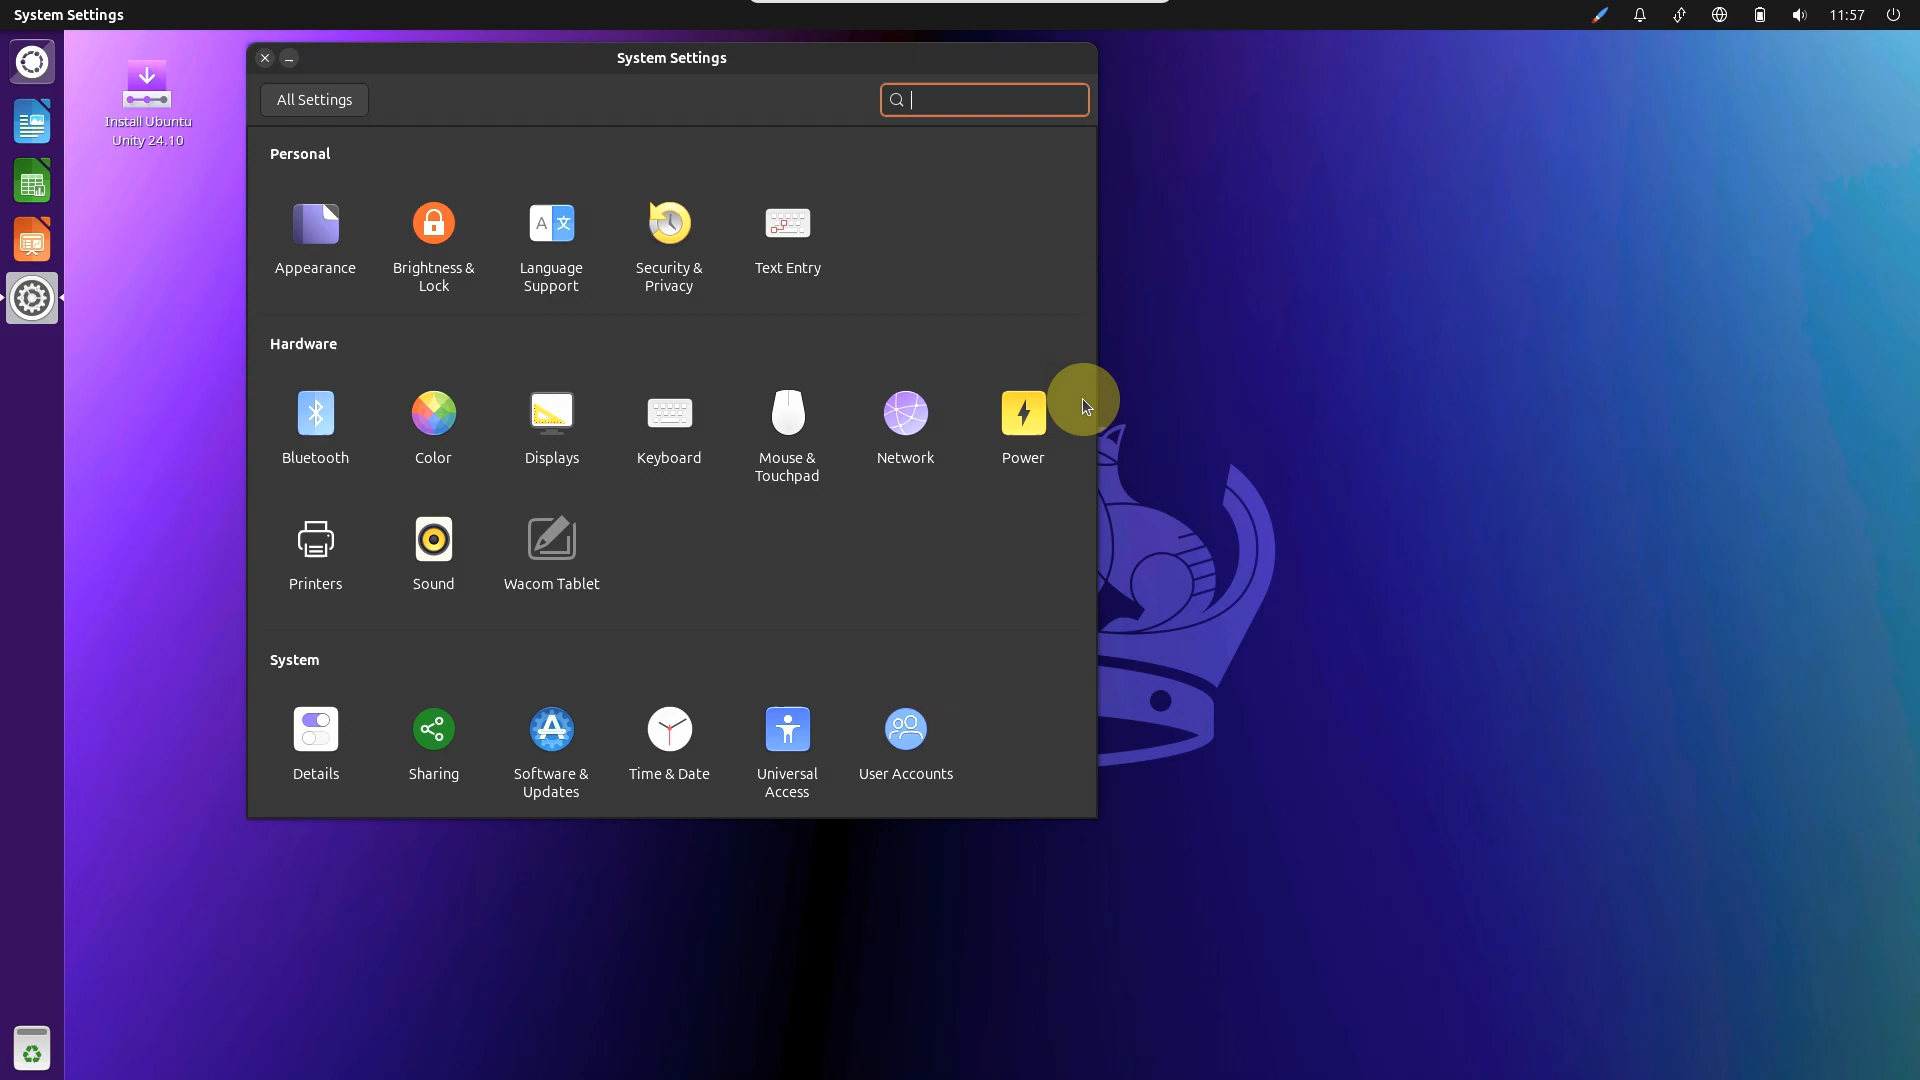 System Settings
11:57
Install Ubuntu
Unity 24.10
System Settings
All Settings
Personal
Appearance
Brightness &
Lock
Language
Support
Security &
Privacy
Text Entry
Hardware
Bluetooth
Color
Displays
Keyboard
Mouse &
Touchpad
Network
Power
Printers
Sound
Wacom Tablet
System
Details
Sharing
Software &
Updates
Time & Date
Universal
Access
User Accounts